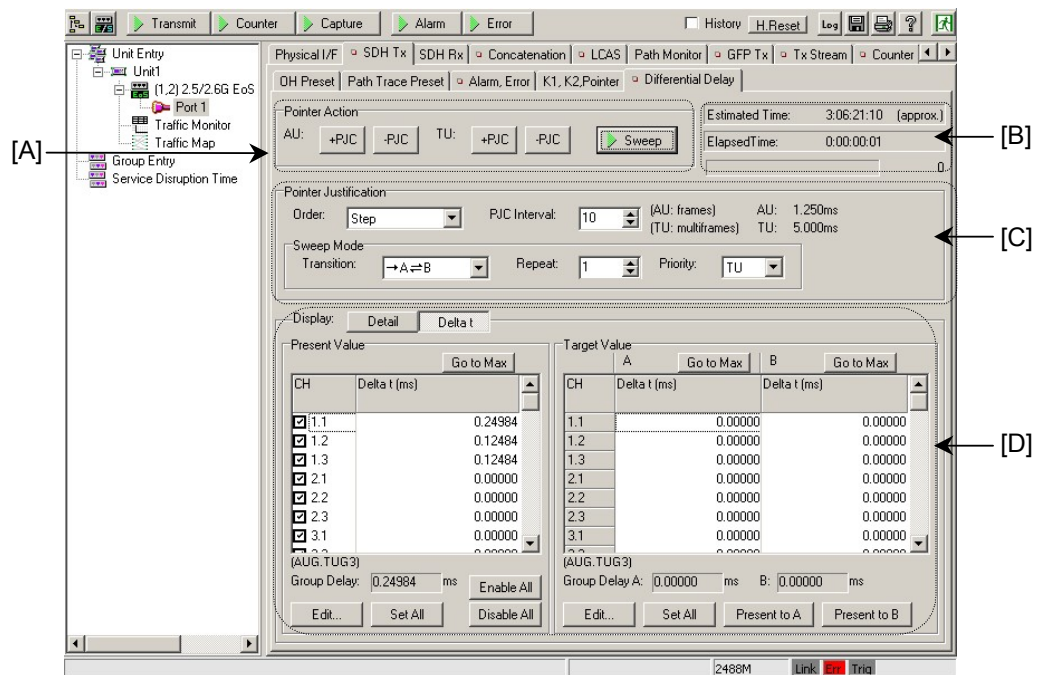 Transmit Counter Capture Alarm Error History H.Reset Log
Unit Entry
Unit1
(1,2) 2.5/2.6G EoS
Port 1
Traffic Monitor
Traffic Map
Group Entry
Service Disruption Time
Physical I/F SDH Tx SDH Rx Concatenation LCAS Path Monitor GFP Tx Tx Stream Counter
OH Preset Path Trace Preset Alarm, Error K1, K2,Pointer Differential Delay
Pointer Action
AU: +PJC -PJC TU: +PJC -PJC Sweep
Estimated Time: 3:06:21:10 (approx.)
ElapsedTime: 0:00:00:01
0
[A]
[B]
Pointer Justification
Order: Step PJC Interval: 10 (AU: frames) AU: 1.250ms
(TU: multiframes) TU: 5.000ms
[C]
Sweep Mode
Transition: →A⇌B Repeat: 1 Priority: TU
Display: Detail Delta t
Present Value
Go to Max
CH Delta t (ms)
1.1 0.24984
1.2 0.12484
1.3 0.12484
2.1 0.00000
2.2 0.00000
2.3 0.00000
3.1 0.00000
(AUG.TUG3)
Group Delay: 0.24984 ms Enable All
Edit... Set All Disable All
Target Value
A Go to Max B Go to Max
CH Delta t (ms) Delta t (ms)
1.1 0.00000 0.00000
1.2 0.00000 0.00000
1.3 0.00000 0.00000
2.1 0.00000 0.00000
2.2 0.00000 0.00000
2.3 0.00000 0.00000
3.1 0.00000 0.00000
(AUG.TUG3)
Group Delay A: 0.00000 ms B: 0.00000 ms
Edit... Set All Present to A Present to B
[D]
2488M Link Err Trig